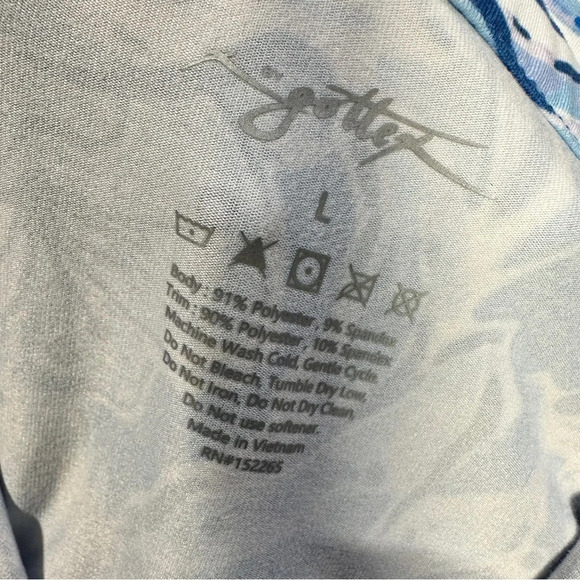 BY
gottex
L
Body : 91% Polyester , 9% Spandex
Trim : 90% Polyester, 10% Spandex
Machine Wash Cold, Gentle Cycle,
Do Not Bleach, Tumble Dry Low,
Do Not Iron, Do Not Dry Clean,
Do Not use softener.
Made in Vietnam
RN#152265